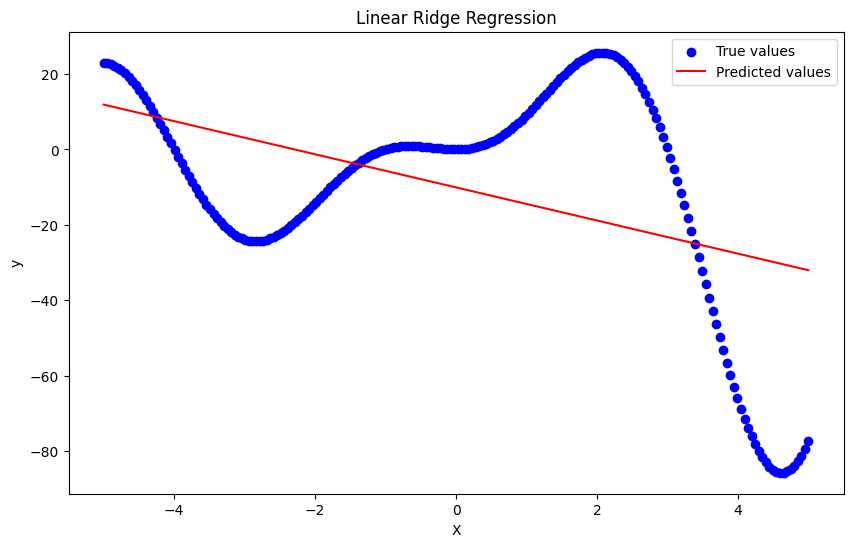 Linear Ridge Regression
True values
Predicted values
20
0
−20
−40
−60
−80
y
−4
−2
0
2
4
X